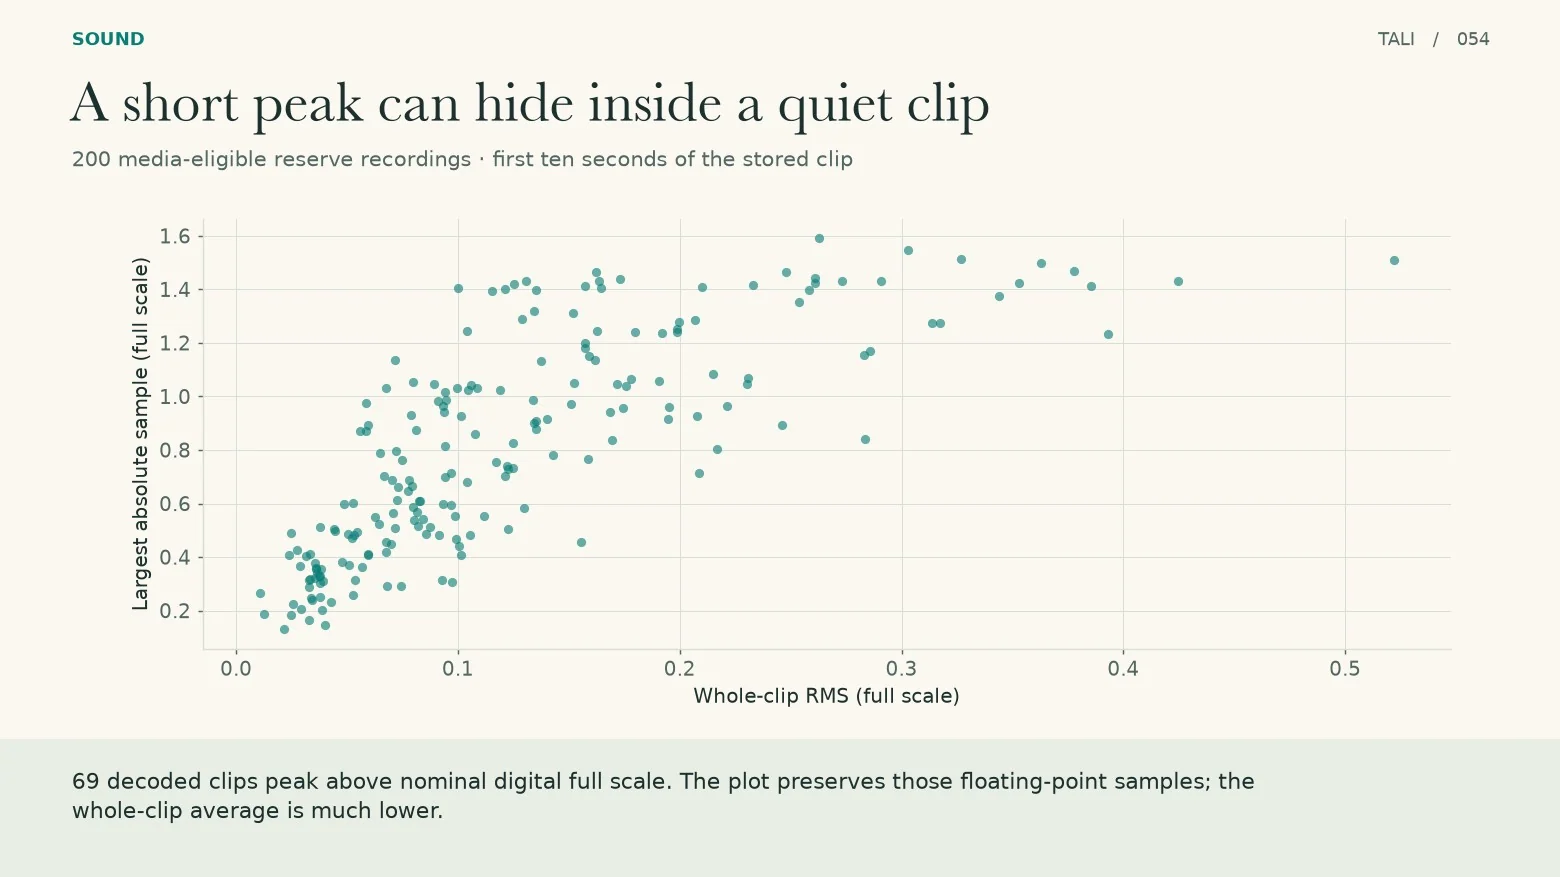 SOUND
TALI / 054
A short peak can hide inside a quiet clip
200 media-eligible reserve recordings · first ten seconds of the stored clip
Largest absolute sample (full scale)
1.6
1.4
1.2
1.0
0.8
0.6
0.4
0.2
0.0 0.1 0.2 0.3 0.4 0.5
Whole-clip RMS (full scale)
69 decoded clips peak above nominal digital full scale. The plot preserves those floating-point samples; the
whole-clip average is much lower.